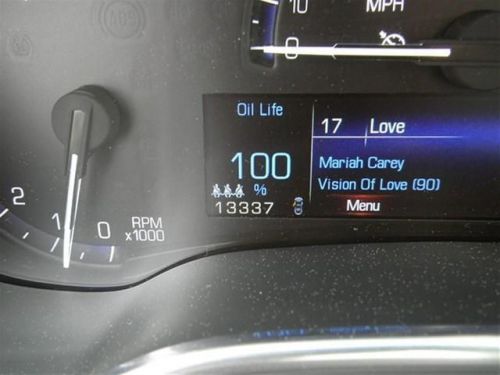 10
MPH
0
Oil Life
17 Love
100
%
Mariah Carey
Vision Of Love (90)
13337
Menu
2
1
0
RPM
x1000